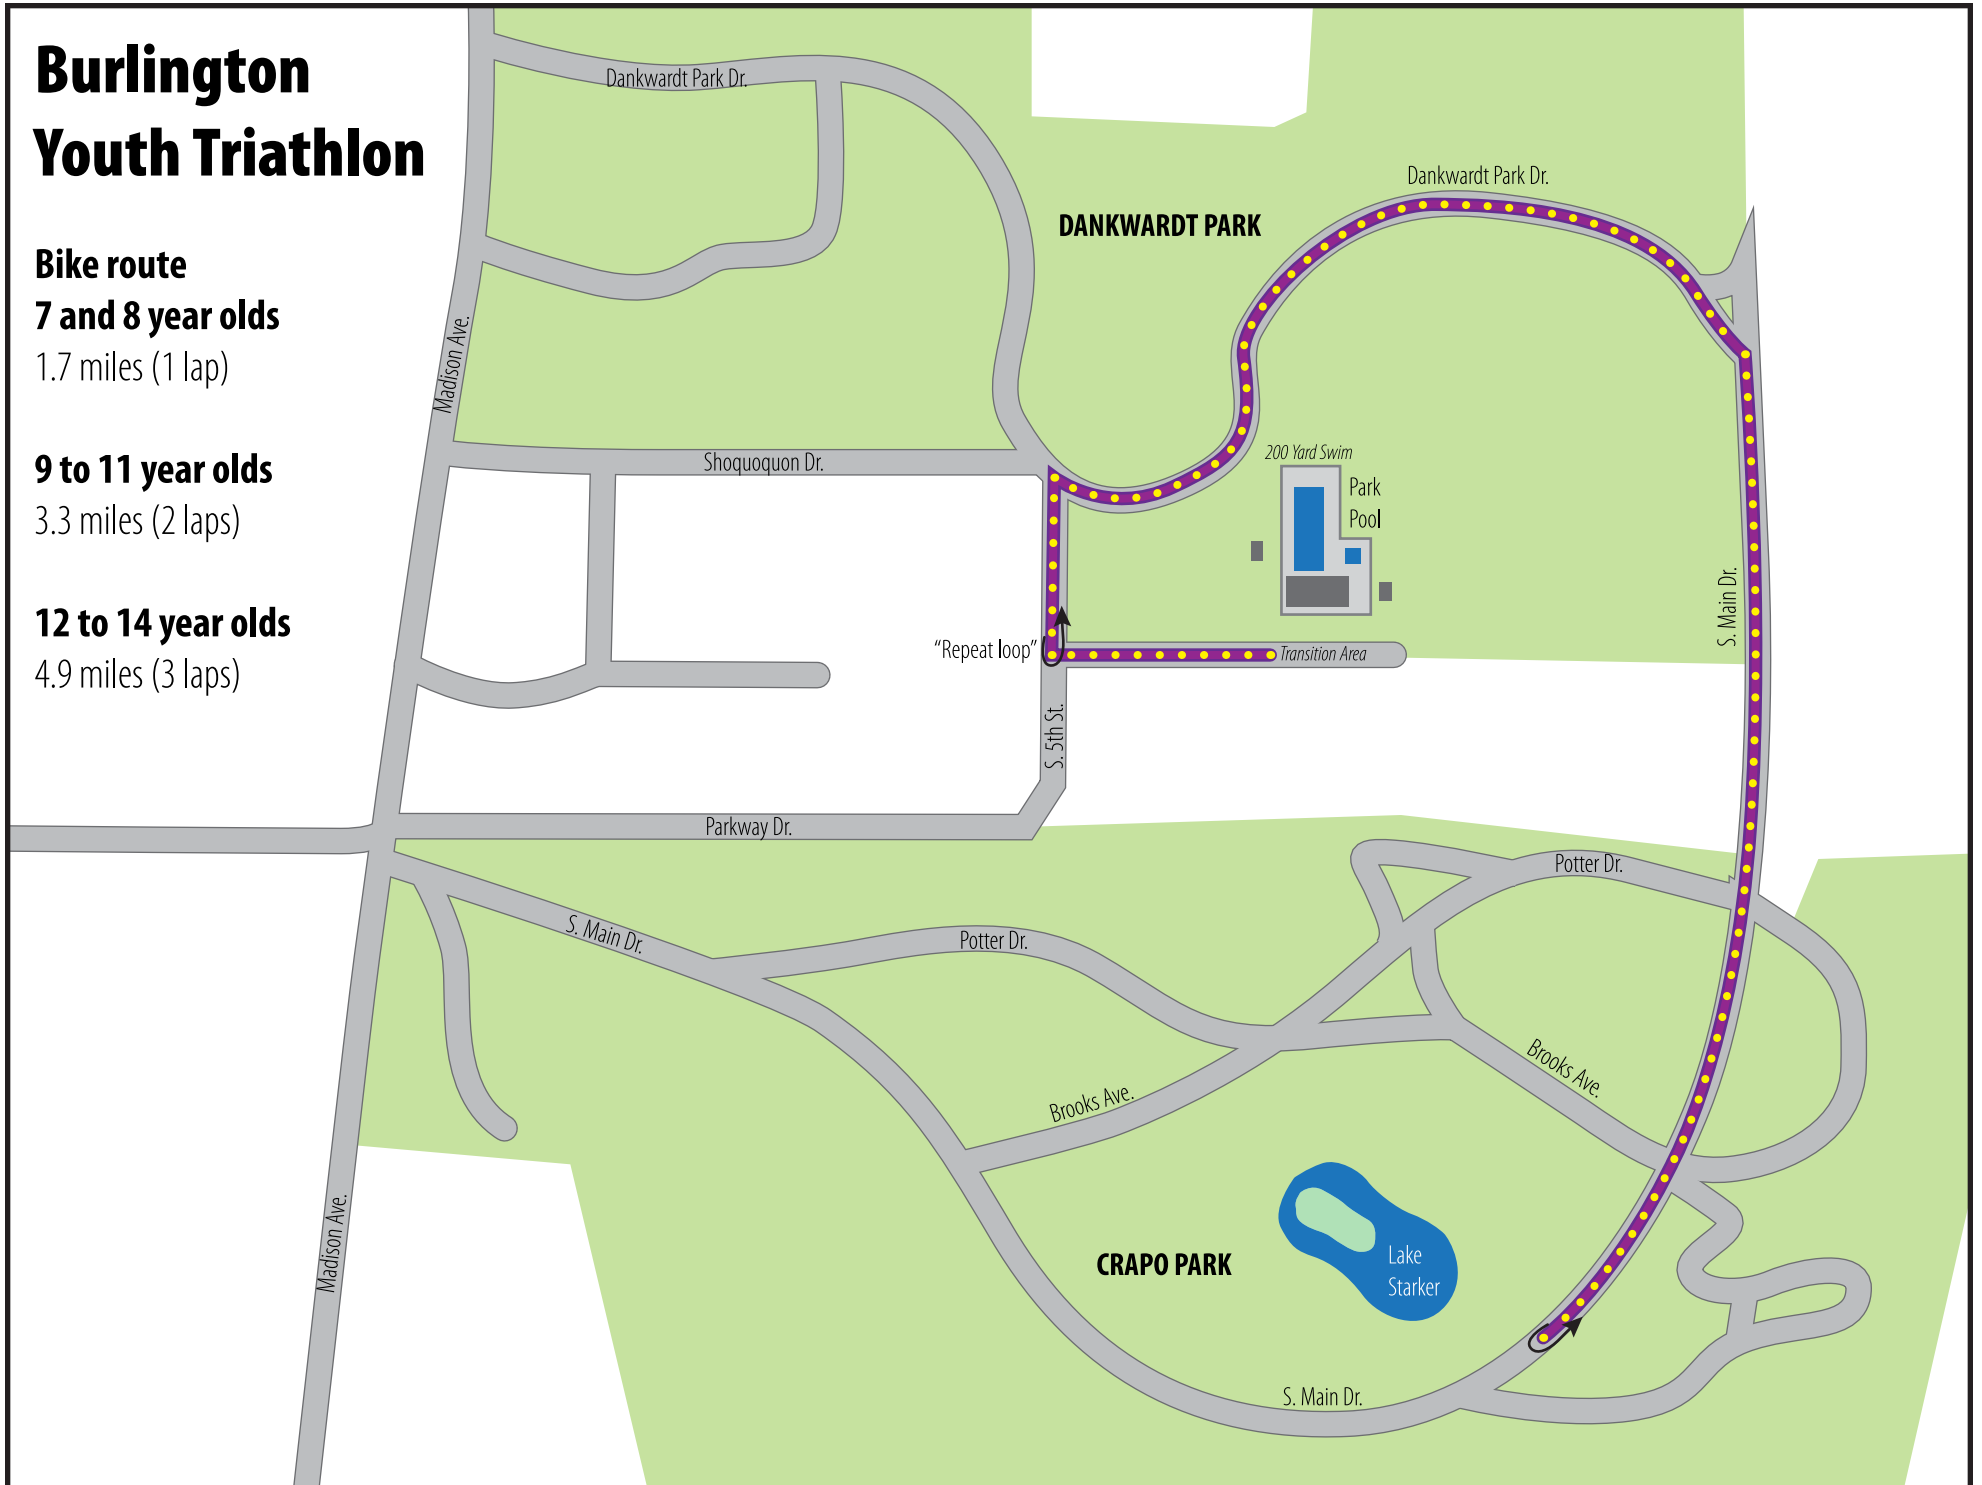 Burlington
Youth Triathlon
Bike route
7 and 8 year olds
1.7 miles (1 lap)
9 to 11 year olds
3.3 miles (2 laps)
12 to 14 year olds
4.9 miles (3 laps)
Dankwardt Park Dr.
Dankwardt Park Dr.
DANKWARDT PARK
Madison Ave.
Shoquoquon Dr.
200 Yard Swim
Park
Pool
S. Main Dr.
"Repeat loop"
Transition Area
S. 5th St.
Parkway Dr.
Potter Dr.
S. Main Dr.
Potter Dr.
Brooks Ave.
Brooks Ave.
Madison Ave.
CRAPO PARK
Lake
Starker
S. Main Dr.